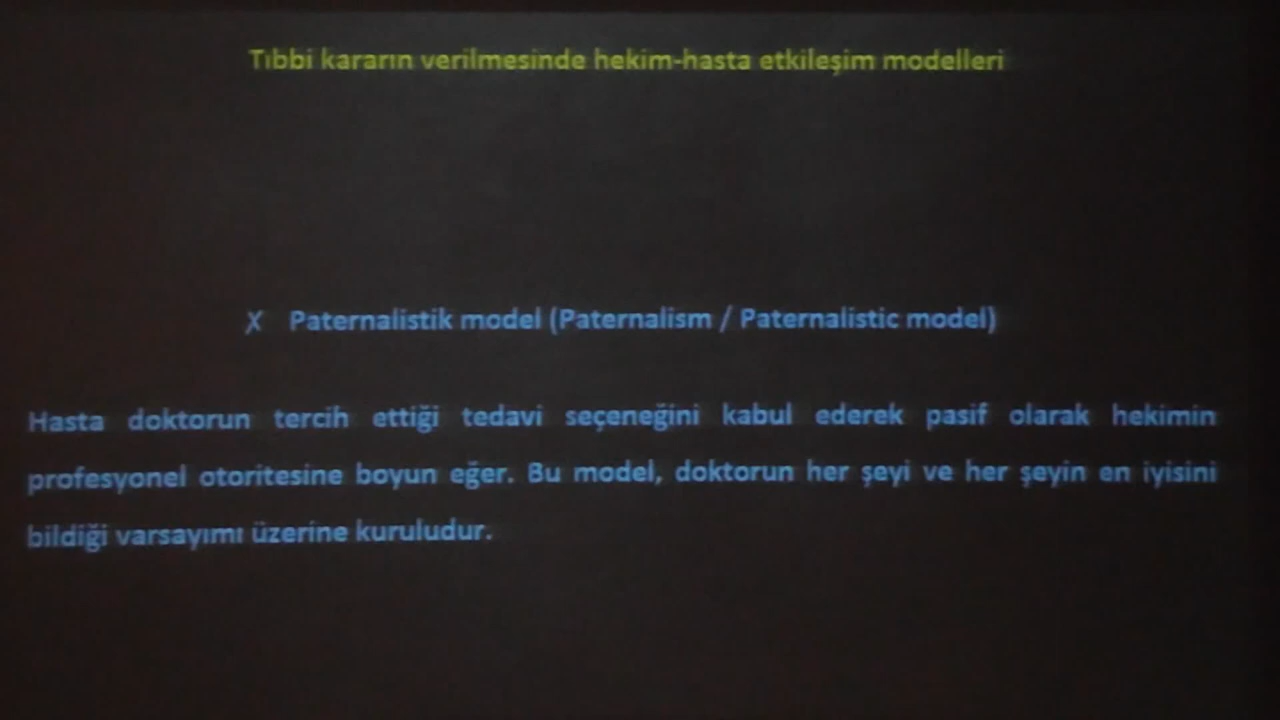 Tıbbi kararın verilmesinde hekim-hasta etkileşim modelleri
X Paternalistik model (Paternalism / Paternalistic model)
Hasta doktorun tercih ettiği tedavi seçeneğini kabul ederek pasif olarak hekimin
profesyonel otoritesine boyun eğer. Bu model, doktorun her şeyi ve her şeyin en iyisini
bildiği varsayımı üzerine kuruludur.